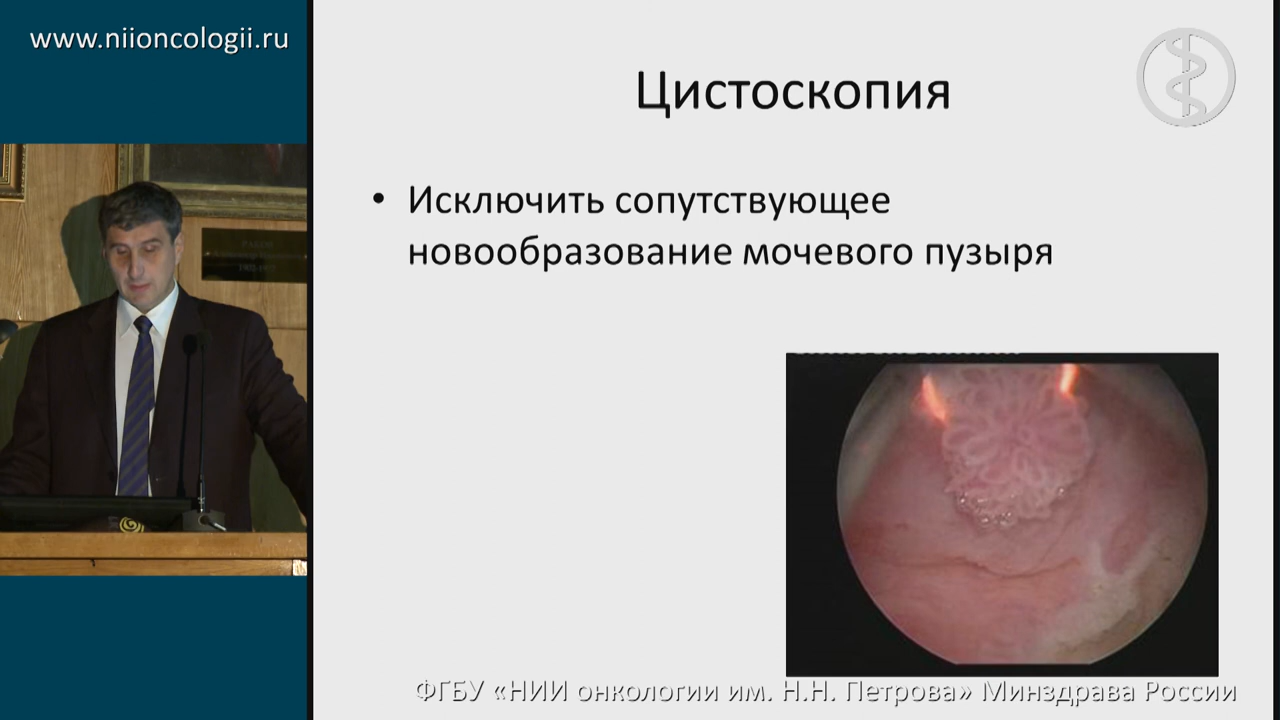 www.niioncologii.ru
Цистоскопия
• Исключить сопутствующее
новообразование мочевого пузыря
ФГБУ «НИИ онкологии им. Н.Н. Петрова» Минздрава России